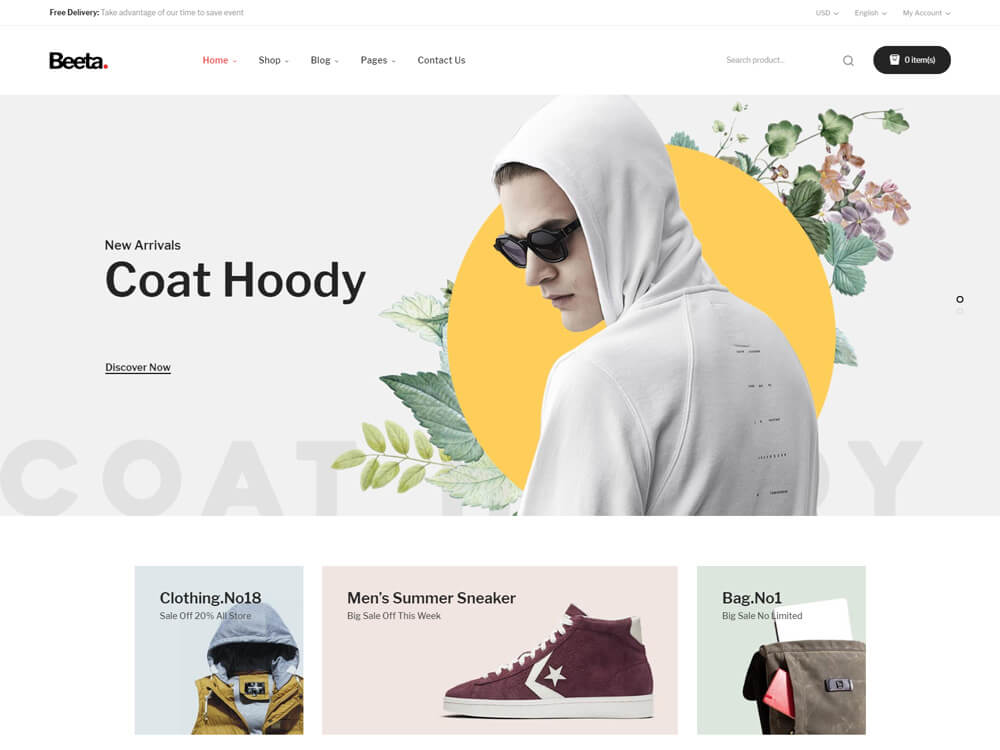 Free Delivery: Take advantage of our time to save event
USD
English
My Account
Beeta.
Home
Shop
Blog
Pages
Contact Us
Search product...
0 item(s)
New Arrivals
Coat Hoody
Discover Now
Clothing.No18
Sale Off 20% All Store
Men's Summer Sneaker
Big Sale Off This Week
Bag.No1
Big Sale No Limited